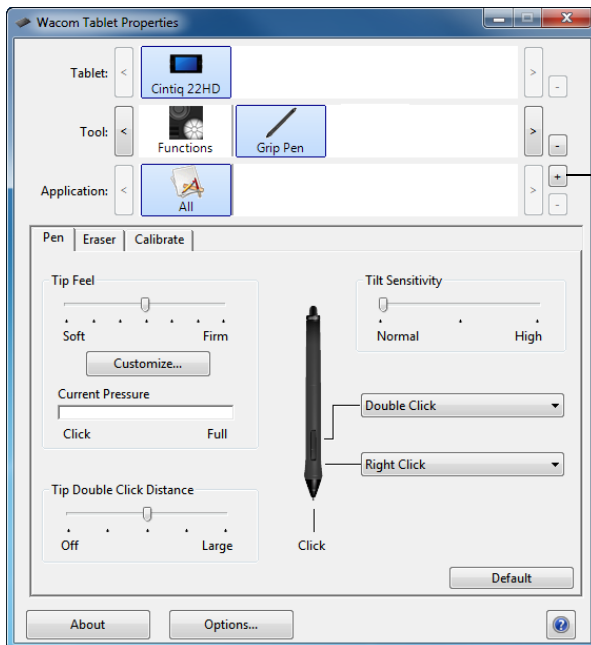 Wacom Tablet Properties
Tablet: < Cintiq 22HD > -
Tool: < Functions Grip Pen > -
Application: < All > + -
Pen Eraser Calibrate
Tip Feel
Soft Firm
Customize...
Current Pressure
Click Full
Tip Double Click Distance
Off Large
Tilt Sensitivity
Normal High
Double Click
Right Click
Click
Default
About Options... ?